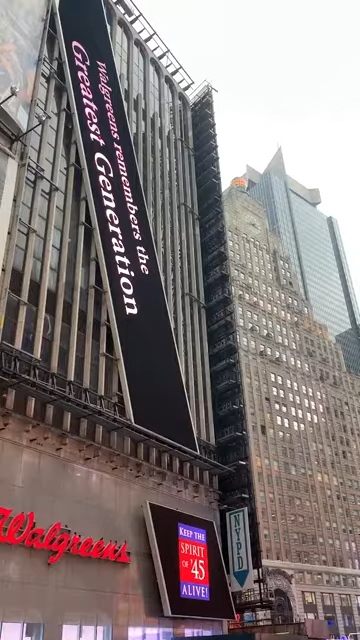 Walgreens remembers the
Greatest Generation
Walgreens
KEEP THE
SPIRIT
OF '45
ALIVE!
NYPD